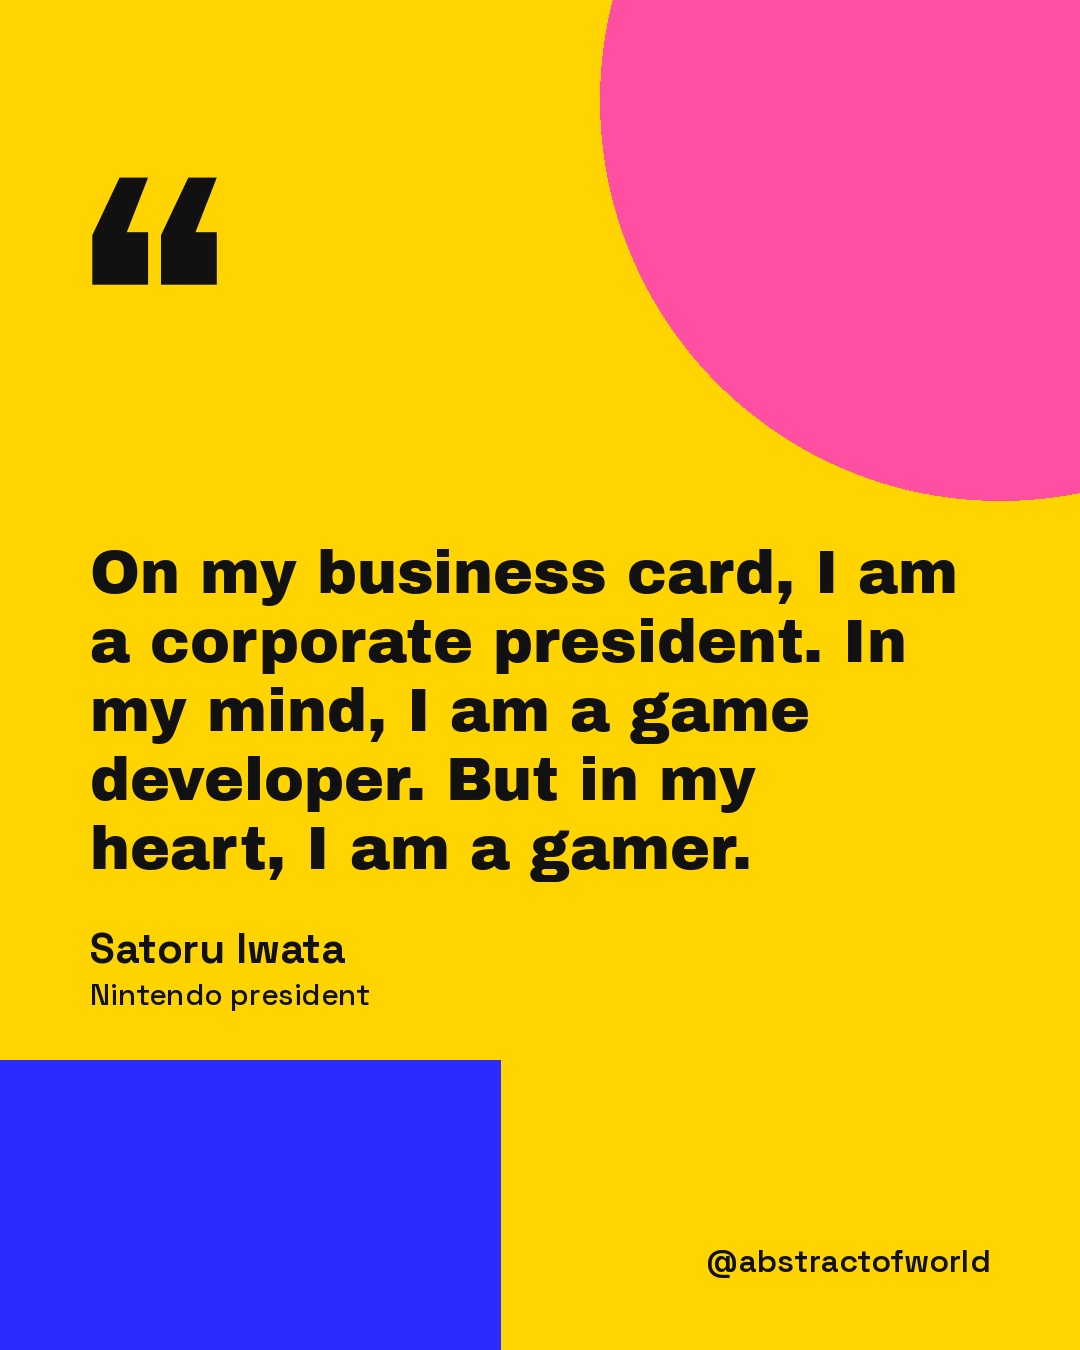 “
On my business card, I am
a corporate president. In
my mind, I am a game
developer. But in my
heart, I am a gamer.
Satoru Iwata
Nintendo president
@abstractofworld